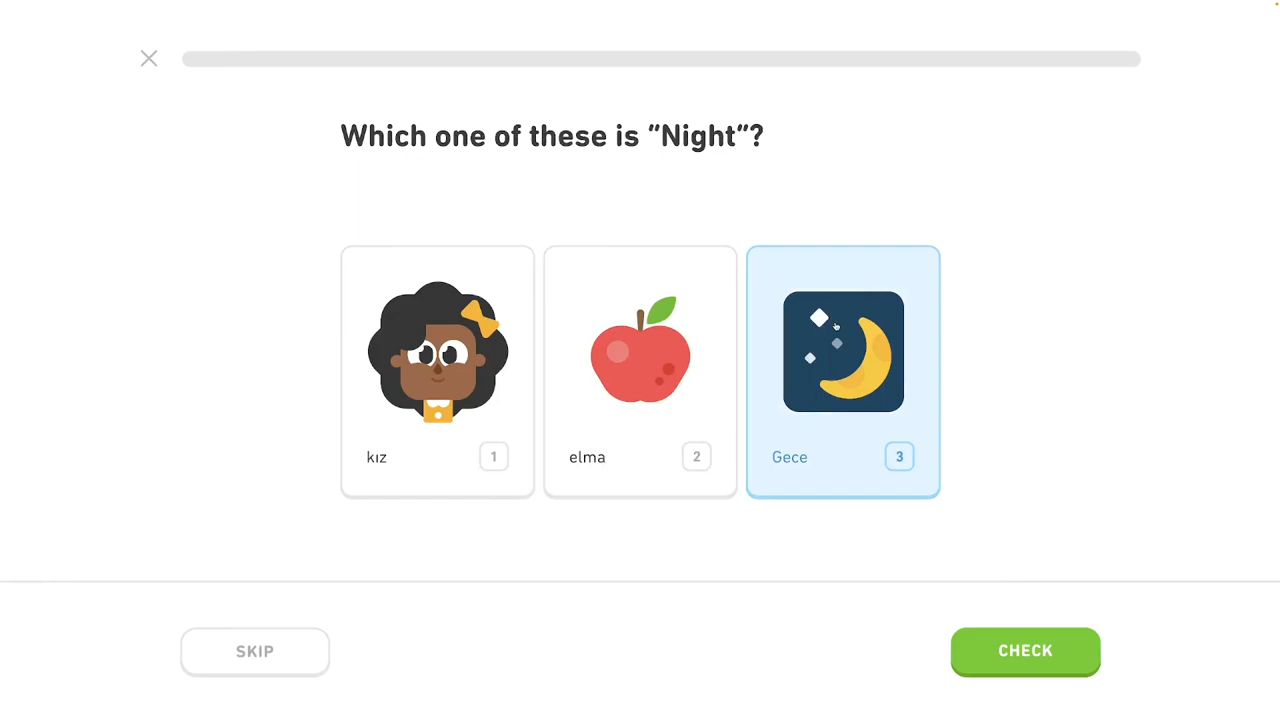 Which one of these is “Night”?
kız 1
elma 2
Gece 3
SKIP
CHECK